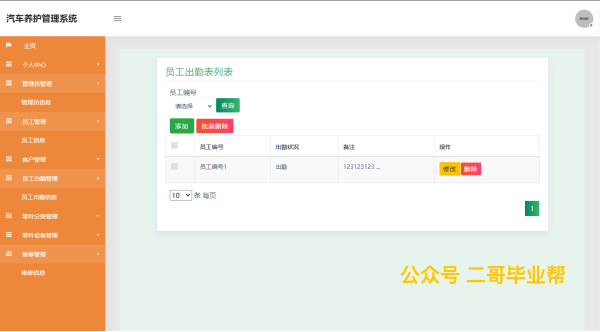 汽车养护管理系统
主页
个人中心
管理员管理
管理员信息
员工管理
员工信息
客户管理
员工出勤管理
员工出勤信息
零件分类管理
零件设备管理
维修管理
维修信息
员工出勤表列表
员工编号
请选择 查询
添加 批量删除
员工编号 出勤状况 备注 操作
员工编号1 出勤 123123123 ... 修改 删除
10 条 每页
1
公众号 二哥毕业帮